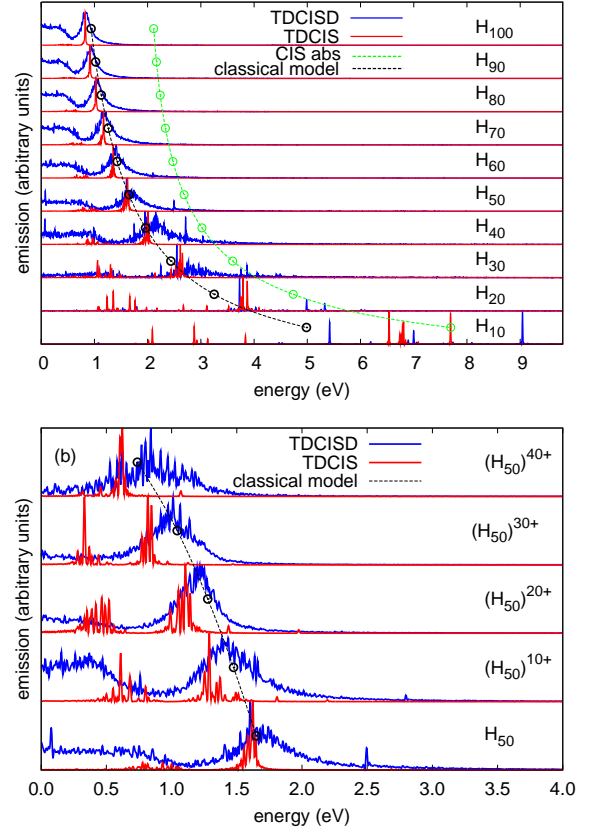 TDCISD
TDCIS
CIS abs
classical model
H100
H90
H80
H70
H60
H50
H40
H30
H20
H10
emission (arbitrary units)
0 1 2 3 4 5 6 7 8 9
energy (eV)
(b)
TDCISD
TDCIS
classical model
(H50)40+
(H50)30+
(H50)20+
(H50)10+
H50
emission (arbitrary units)
0.0 0.5 1.0 1.5 2.0 2.5 3.0 3.5 4.0
energy (eV)